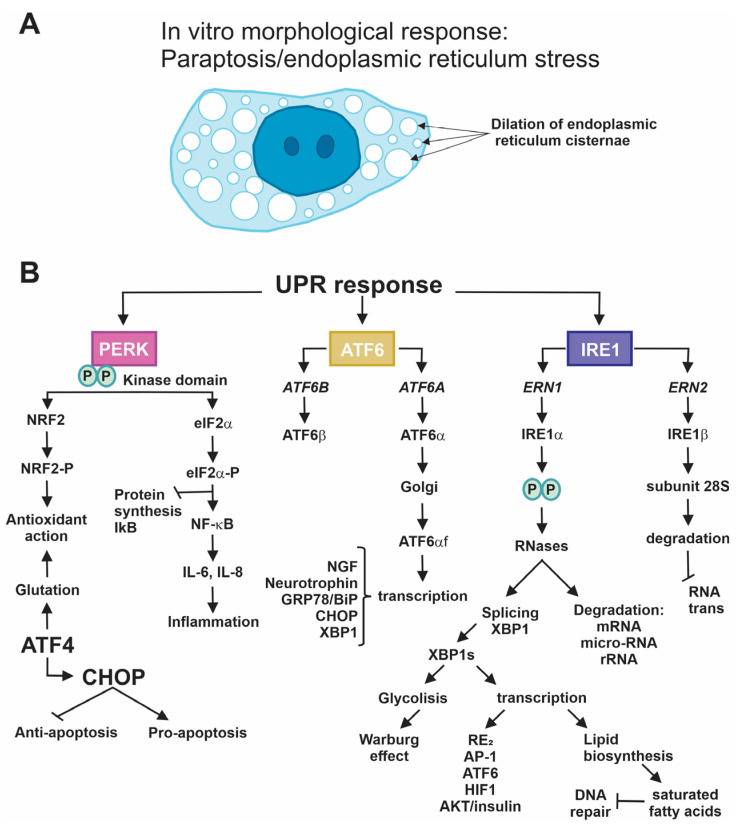 A
In vitro morphological response:
Paraptosis/endoplasmic reticulum stress
Dilation of endoplasmic
reticulum cisternae
B
UPR response
PERK
P P
Kinase domain
NRF2
NRF2-P
Antioxidant
action
Glutation
ATF4
CHOP
Anti-apoptosis
Pro-apoptosis
eIF2α
eIF2α-P
Protein
synthesis
IkB
NF-κB
IL-6, IL-8
Inflammation
ATF6
ATF6B
ATF6β
ATF6A
ATF6α
Golgi
ATF6αf
transcription
NGF
Neurotrophin
GRP78/BiP
CHOP
XBP1
IRE1
ERN1
IRE1α
P P
RNases
Splicing
XBP1
Degradation:
mRNA
micro-RNA
rRNA
XBP1s
Glycolisis
Warburg
effect
transcription
RE₂
AP-1
ATF6
HIF1
AKT/insulin
Lipid
biosynthesis
saturated
fatty acids
DNA
repair
ERN2
IRE1β
subunit 28S
degradation
RNA
trans